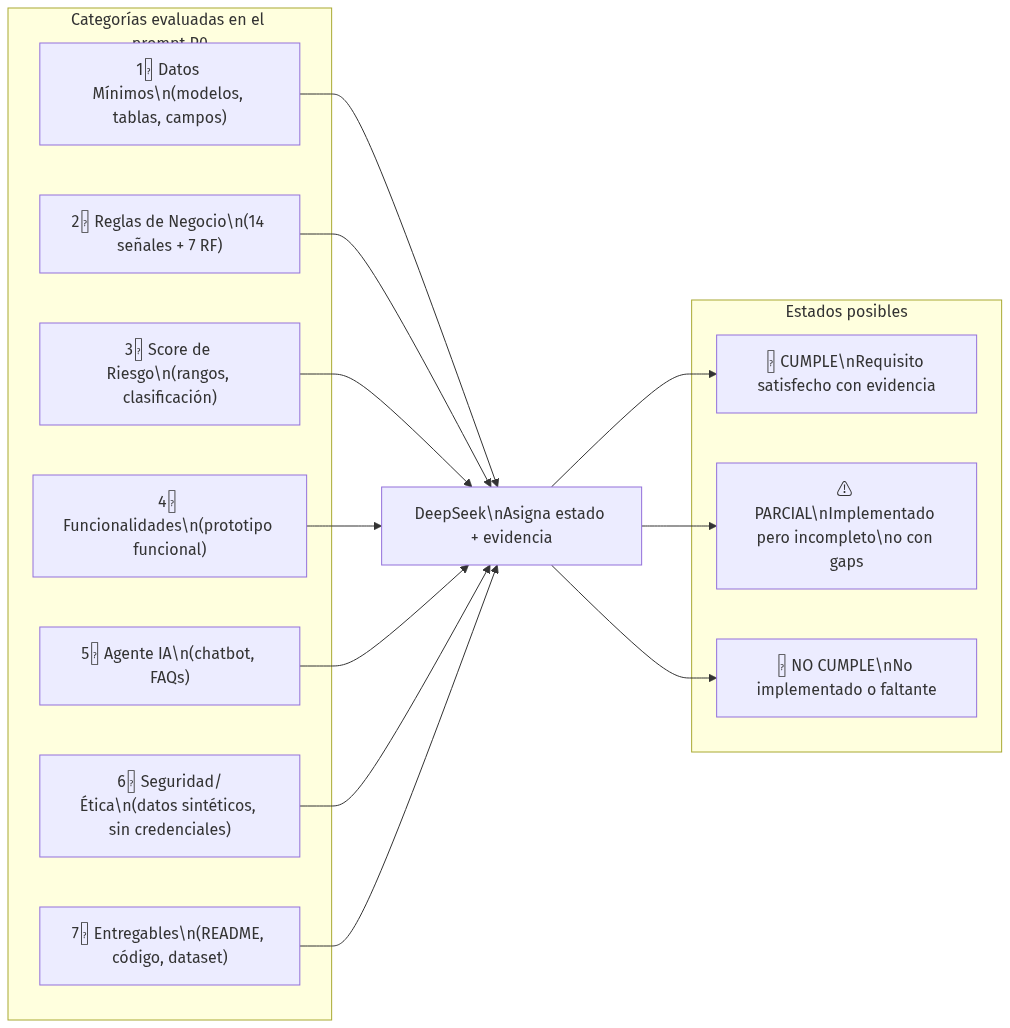 Categorías evaluadas en el
prompt P0
1 Datos
Mínimos\n(modelos,
tablas, campos)
2 Reglas de Negocio\n(14
señales + 7 RF)
3 Score de
Riesgo\n(rangos,
clasificación)
4
Funcionalidades\n(prototipo
funcional)
5 Agente IA\n(chatbot,
FAQs)
6 Seguridad/
Ética\n(datos sintéticos,
sin credenciales)
7 Entregables\n(README,
código, dataset)
DeepSeek\nAsigna estado
+ evidencia
Estados posibles
CUMPLE\nRequisito
satisfecho con evidencia
⚠
PARCIAL\nImplementado
pero incompleto\no con
gaps
NO CUMPLE\nNo
implementado o faltante